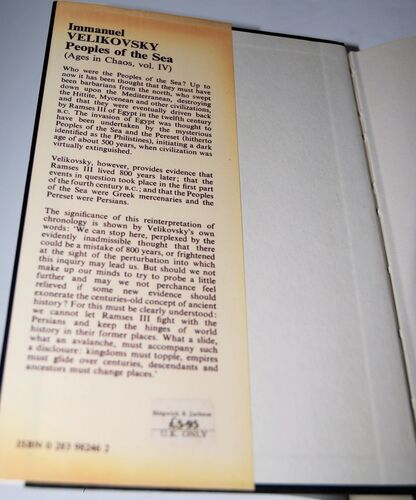 Immanuel
VELIKOVSKY
Peoples of the Sea
(Ages in Chaos, vol. IV)
Who were the Peoples of the Sea? Up to
now it has been thought that they must have
been barbarians from the north, who swept
down upon the Mediterranean, destroying
the Hittite, Mycenean and other civilizations,
and that they were eventually driven back
by Ramses III of Egypt in the twelfth century
B.C. The invasion of Egypt was thought to
have been undertaken by the mysterious
Peoples of the Sea and the Pereset (hitherto
identified as the Philistines), initiating a dark
age of about 500 years, when civilization was
virtually extinguished.
Velikovsky, however, provides evidence that
Ramses III lived 800 years later; that the
events in question took place in the first part
of the fourth century B.C.; and that the Peoples
of the Sea were Greek mercenaries and the
Pereset were Persians.
The significance of this reinterpretation of
chronology is shown by Velikovsky's own
words: 'We can stop here, perplexed by the
evidently inadmissible thought that there
could be a mistake of 800 years, or frightened
at the sight of the perturbation into which
this inquiry may lead us. But should we not
make up our minds to try to probe a little
further and may we not perchance feel
relieved if some new evidence should
exonerate the centuries-old concept of ancient
history? For this must be clearly understood:
we cannot let Ramses III fight with the
Persians and keep the hinges of world
history in their former places. What a slide,
what an avalanche, must accompany such
a disclosure: kingdoms must topple, empires
must glide over centuries, descendants and
ancestors must change places.'
Sidgwick & Jackson
£5·95
U.K. ONLY
ISBN 0 283 98246 2